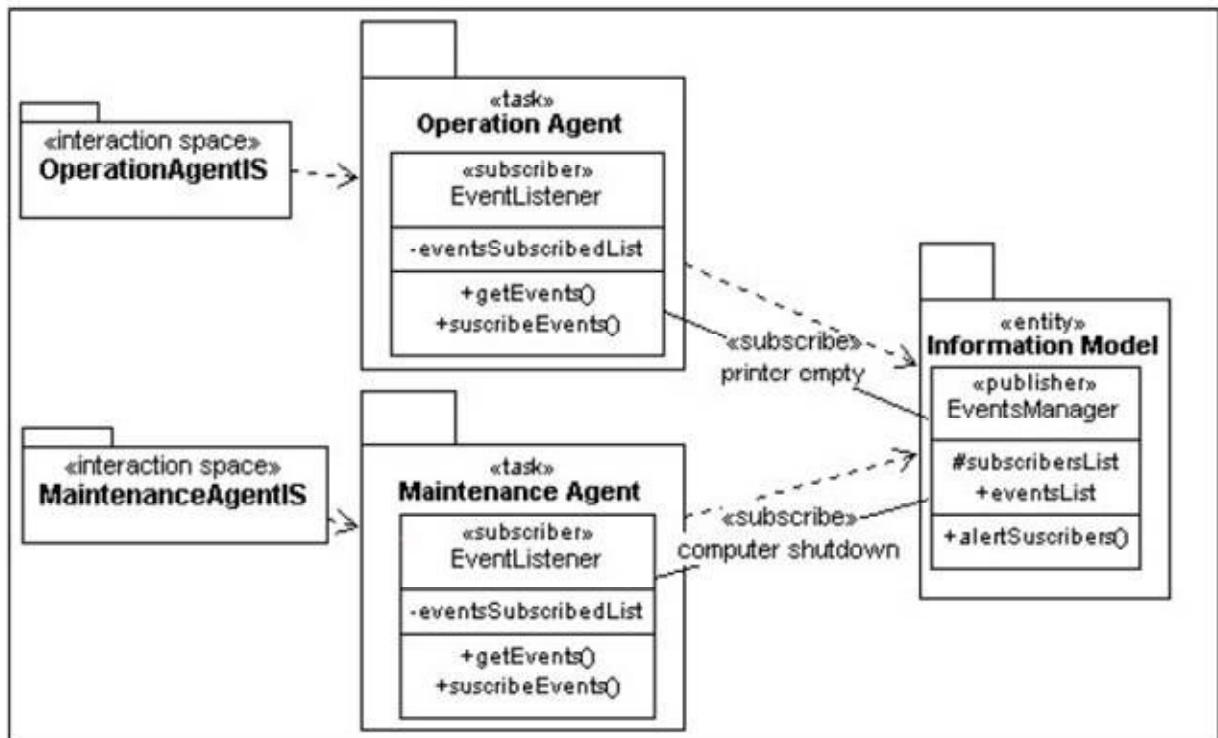 «interaction space»
OperationAgentIS
«task»
Operation Agent
«subscriber»
EventListener
-eventsSubscribedList
+getEvents()
+suscribeEvents()
«interaction space»
MaintenanceAgentIS
«task»
Maintenance Agent
«subscriber»
EventListener
-eventsSubscribedList
+getEvents()
+suscribeEvents()
«subscribe»
printer empty
«subscribe»
computer shutdown
«entity»
Information Model
«publisher»
EventsManager
#subscribersList
+eventsList
+alertSuscribers()